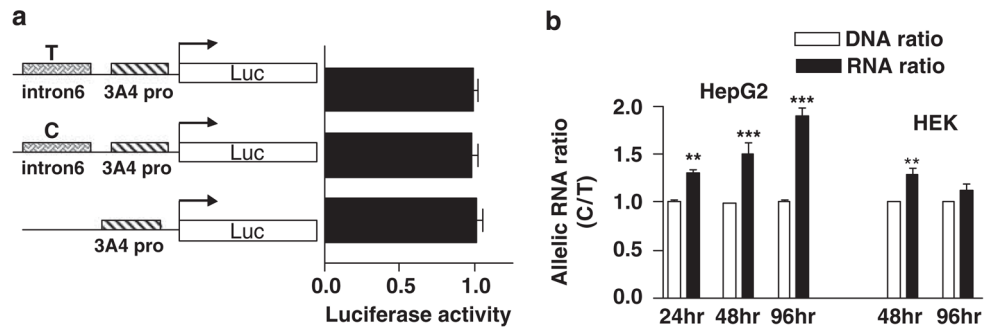 a
T
intron6 3A4 pro Luc
C
intron6 3A4 pro Luc
3A4 pro Luc
0.0 0.5 1.0
Luciferase activity
b
DNA ratio
RNA ratio
HepG2
HEK
Allelic RNA ratio
(C/T)
2.0
1.5
1.0
0.5
0.0
** *** *** **
24hr 48hr 96hr 48hr 96hr